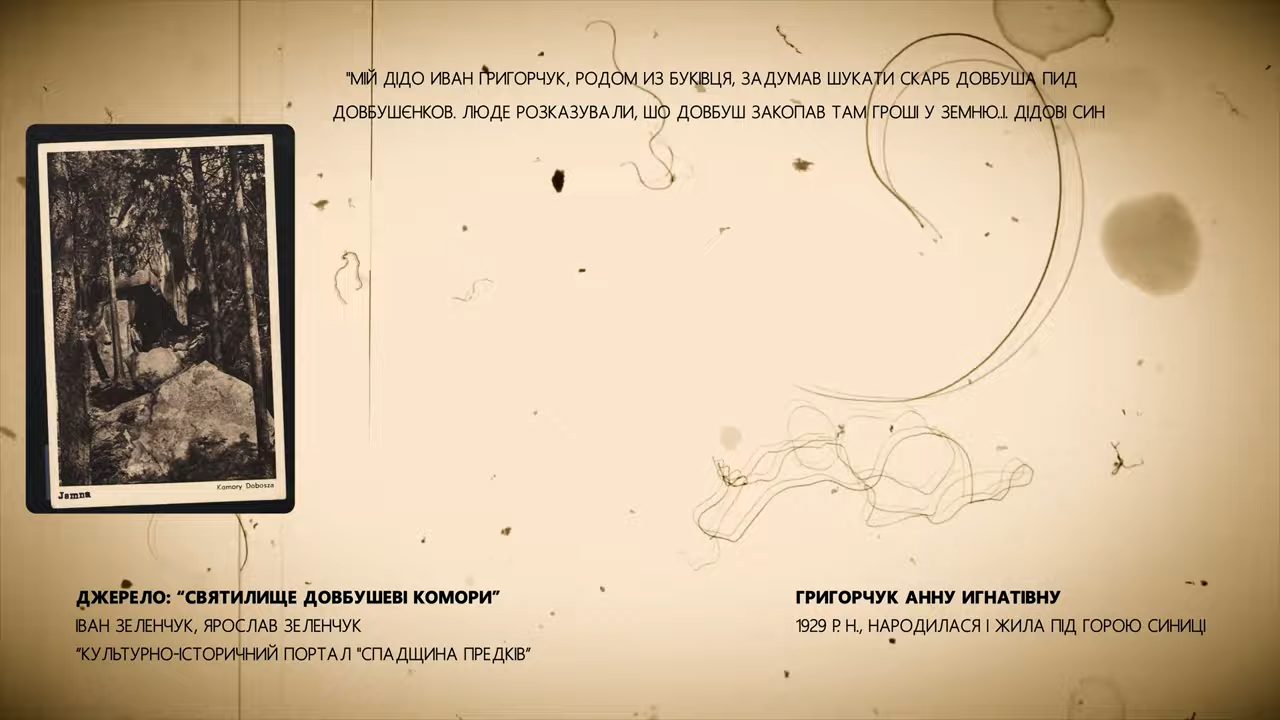 "МІЙ ДІДО ИВАН ГРИГОРЧУК, РОДОМ ИЗ БУКІВЦЯ, ЗАДУМАВ ШУКАТИ СКАРБ ДОВБУША ПИД
ДОВБУШЄНКОВ. ЛЮДЕ РОЗКАЗУВАЛИ, ШО ДОВБУШ ЗАКОПАВ ТАМ ГРОШІ У ЗЕМНЮ...І. ДІДОВІ СИН
Jamna
Komory Dobosza
ДЖЕРЕЛО: “СВЯТИЛИЩЕ ДОВБУШЕВІ КОМОРИ”
ІВАН ЗЕЛЕНЧУК, ЯРОСЛАВ ЗЕЛЕНЧУК
“КУЛЬТУРНО-ІСТОРИЧНИЙ ПОРТАЛ "СПАДЩИНА ПРЕДКІВ”
ГРИГОРЧУК АННУ ИГНАТІВНУ
1929 Р. Н., НАРОДИЛАСЯ І ЖИЛА ПІД ГОРОЮ СИНИЦІ